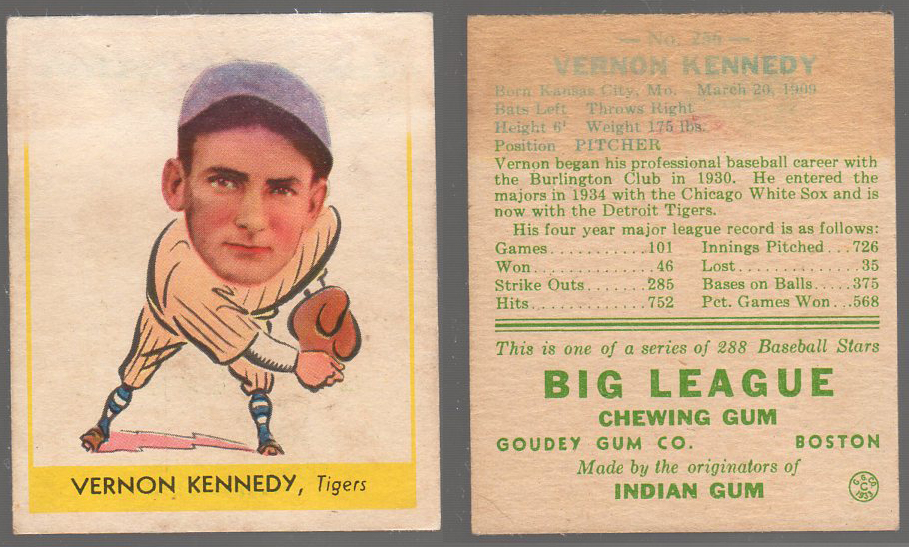 VERNON KENNEDY, Tigers
— No. 256 —
VERNON KENNEDY
Born Kansas City, Mo. March 20, 1909
Bats Left Throws Right
Height 6' Weight 175 lbs.
Position PITCHER
Vernon began his professional baseball career with
the Burlington Club in 1930. He entered the
majors in 1934 with the Chicago White Sox and is
now with the Detroit Tigers.
His four year major league record is as follows:
Games..............101 Innings Pitched...726
Won................46 Lost................35
Strike Outs........285 Bases on Balls.....375
Hits................752 Pct. Games Won...568
This is one of a series of 288 Baseball Stars
BIG LEAGUE
CHEWING GUM
GOUDEY GUM CO. BOSTON
Made by the originators of
INDIAN GUM
G.G.CO.
C
1933